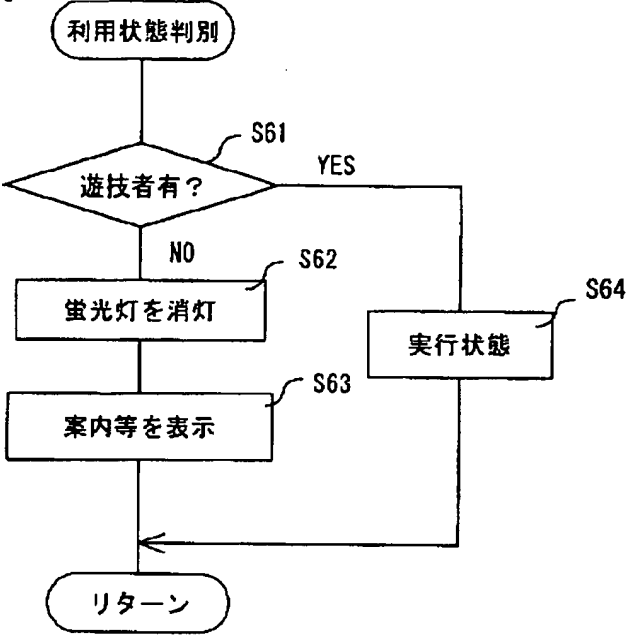 利用状態判別
S61
遊技者有？
YES
NO
S62
蛍光灯を消灯
S64
実行状態
S63
案内等を表示
リターン